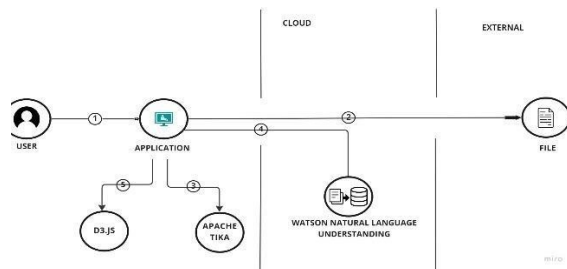 CLOUD
EXTERNAL
1
2
4
USER
APPLICATION
FILE
5
3
D3.JS
APACHE
TIKA
WATSON NATURAL LANGUAGE
UNDERSTANDING
miro